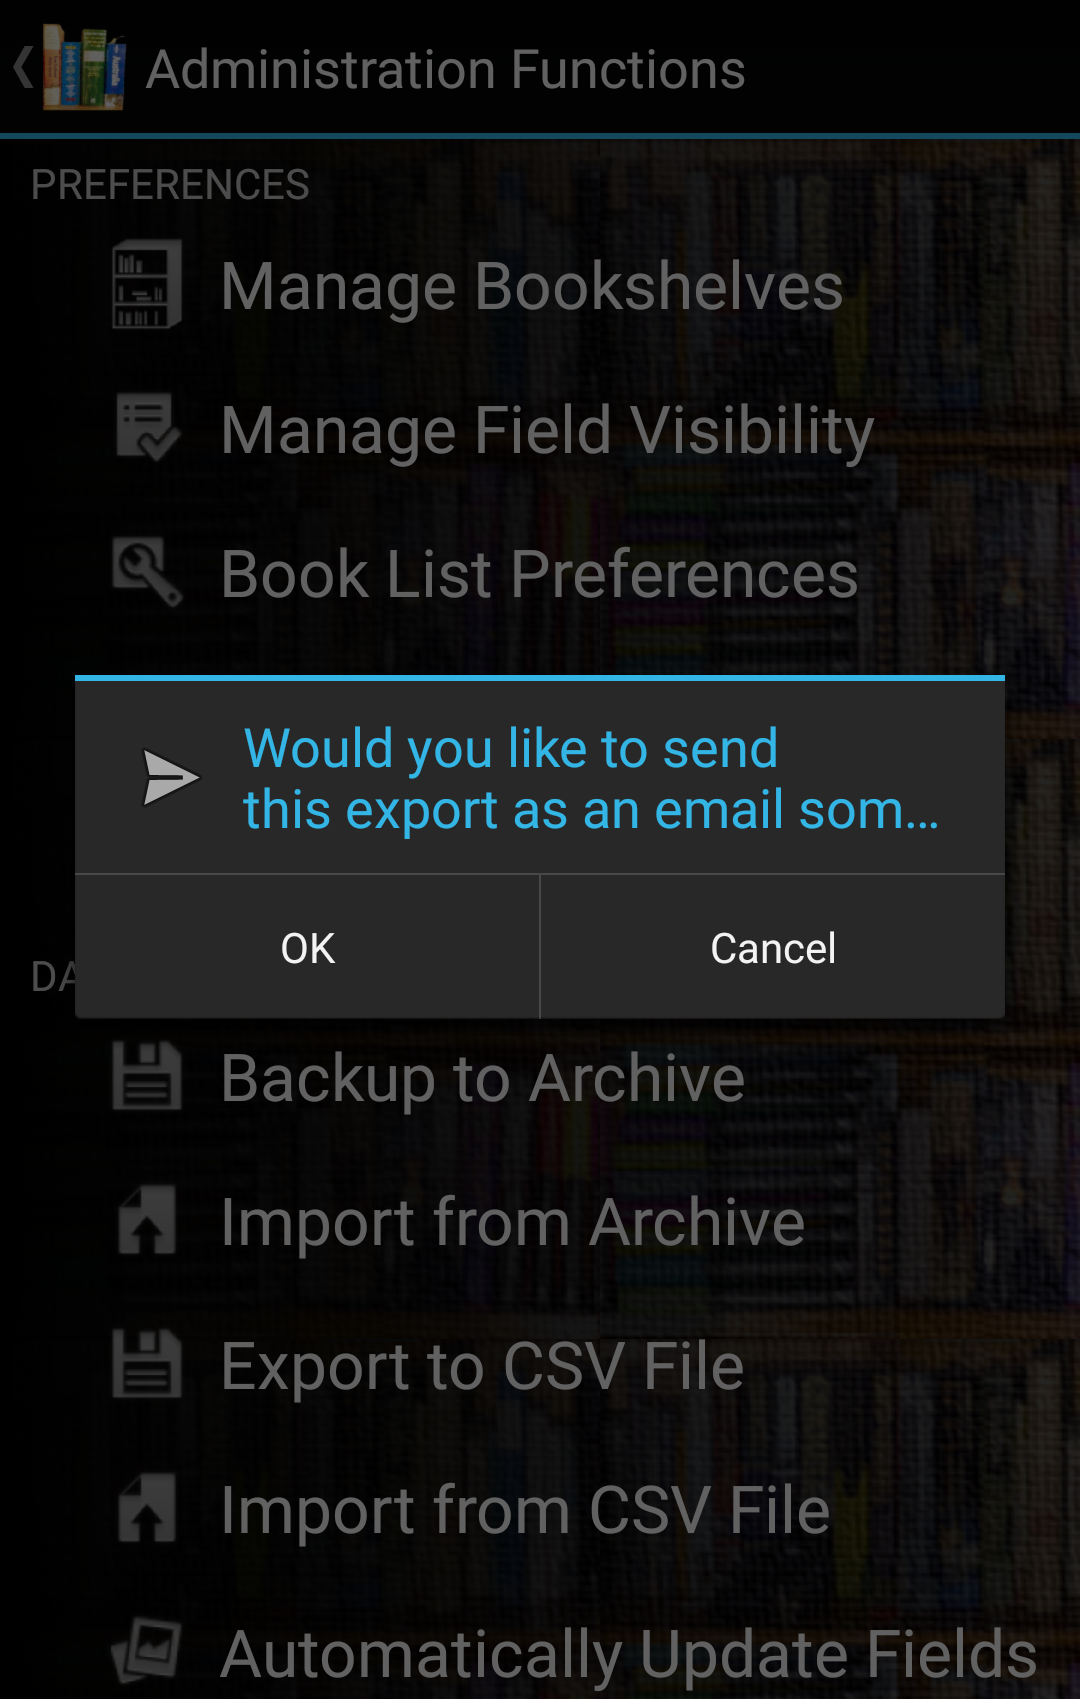 Administration Functions
PREFERENCES
Manage Bookshelves
Manage Field Visibility
Book List Preferences
Would you like to send
this export as an email som...
OK
Cancel
DA
Backup to Archive
Import from Archive
Export to CSV File
Import from CSV File
Automatically Update Fields